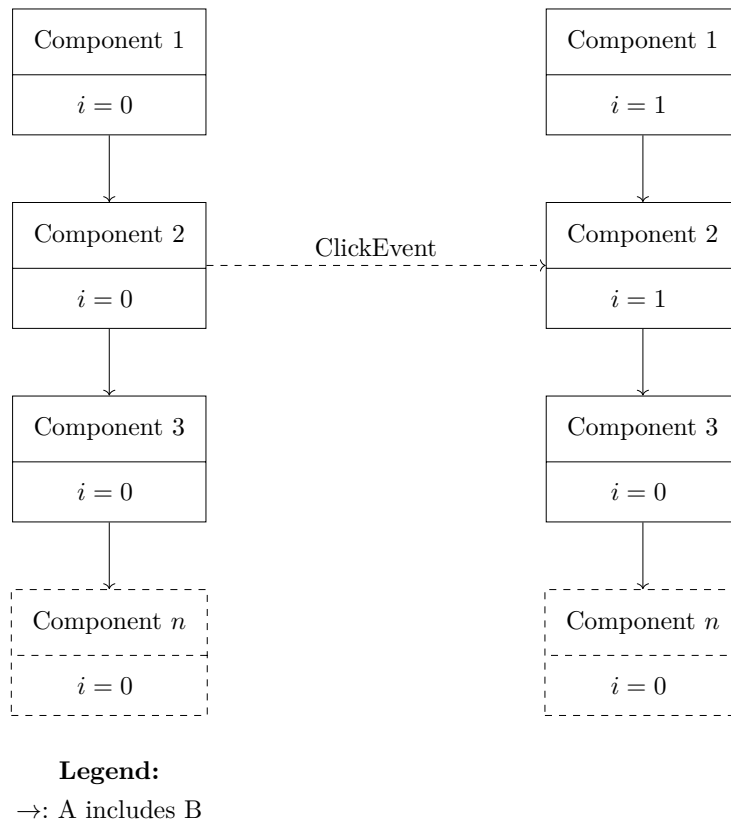 Component 1
i = 0
Component 2
i = 0
Component 3
i = 0
Component n
i = 0
ClickEvent
Component 1
i = 1
Component 2
i = 1
Component 3
i = 0
Component n
i = 0
Legend:
→: A includes B